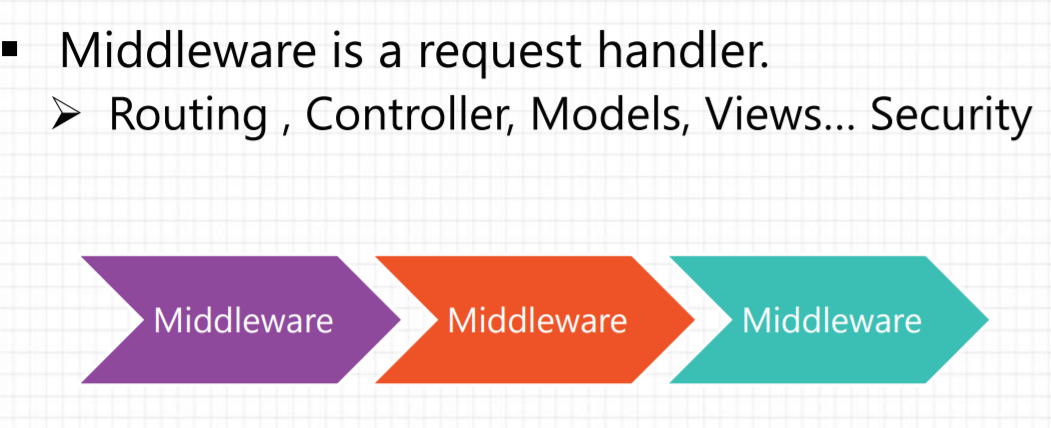 ▪ Middleware is a request handler.
➢ Routing , Controller, Models, Views... Security
Middleware
Middleware
Middleware